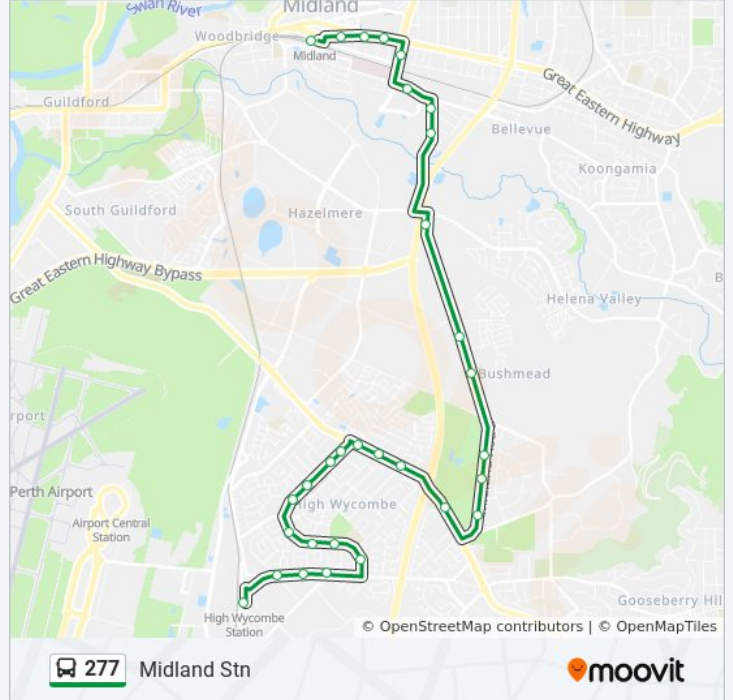 Midland
Swan River
Woodbridge
Midland
Great Eastern Highway
Guildford
Bellevue
Koongamia
South Guildford
Hazelmere
Great Eastern Highway Bypass
Helena Valley
Bushmead
Perth Airport
High Wycombe
Airport Central
Station
Gooseberry Hil
High Wycombe
Station
© OpenStreetMap contributors | © OpenMapTiles
277 Midland Stn
moovit